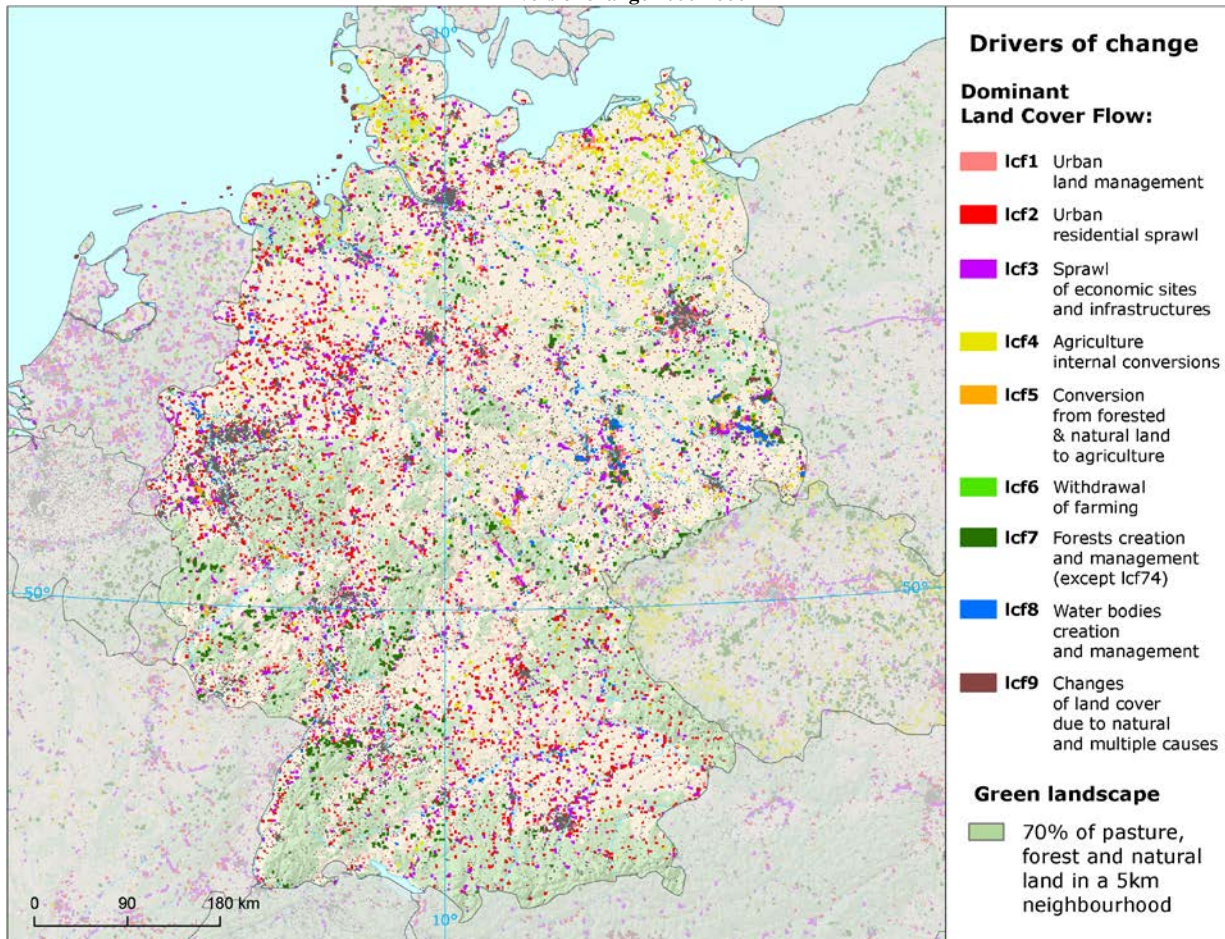 10°
50°
50°
10°
0 90 180 km
Drivers of change
Dominant
Land Cover Flow:
lcf1 Urban
land management
lcf2 Urban
residential sprawl
lcf3 Sprawl
of economic sites
and infrastructures
lcf4 Agriculture
internal conversions
lcf5 Conversion
from forested
& natural land
to agriculture
lcf6 Withdrawal
of farming
lcf7 Forests creation
and management
(except lcf74)
lcf8 Water bodies
creation
and management
lcf9 Changes
of land cover
due to natural
and multiple causes
Green landscape
70% of pasture,
forest and natural
land in a 5km
neighbourhood